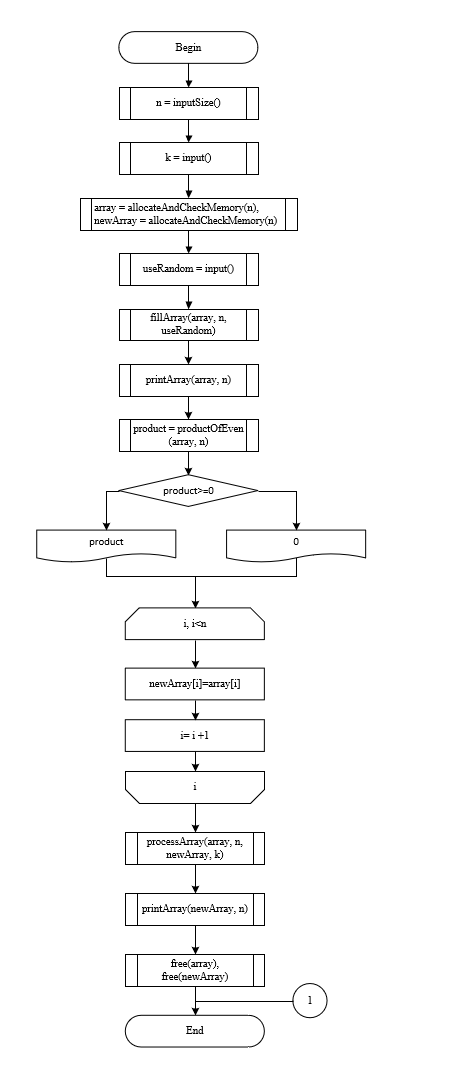 Begin
n = inputSize()
k = input()
array = allocateAndCheckMemory(n),
newArray = allocateAndCheckMemory(n)
useRandom = input()
fillArray(array, n,
useRandom)
printArray(array, n)
product = productOfEven
(array, n)
product>=0
product
0
i, i<n
newArray[i]=array[i]
i= i +1
i
processArray(array, n,
newArray, k)
printArray(newArray, n)
free(array),
free(newArray)
1
End